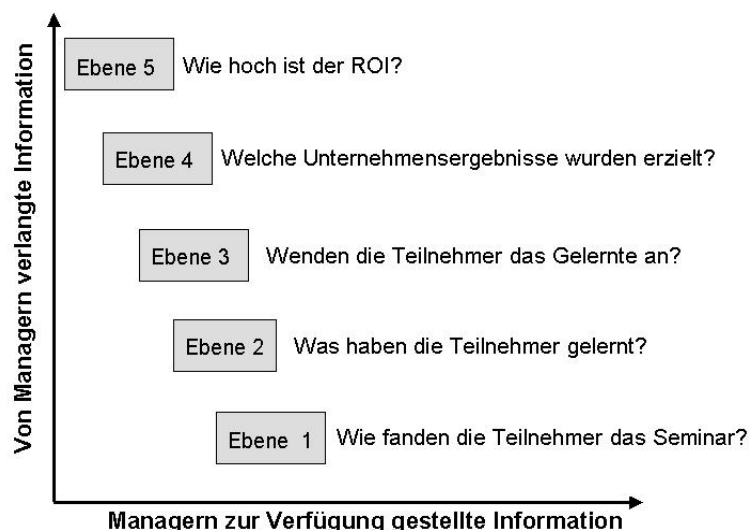 Von Managern verlangte Information
Ebene 5 Wie hoch ist der ROI?
Ebene 4 Welche Unternehmensergebnisse wurden erzielt?
Ebene 3 Wenden die Teilnehmer das Gelernte an?
Ebene 2 Was haben die Teilnehmer gelernt?
Ebene 1 Wie fanden die Teilnehmer das Seminar?
Managern zur Verfügung gestellte Information